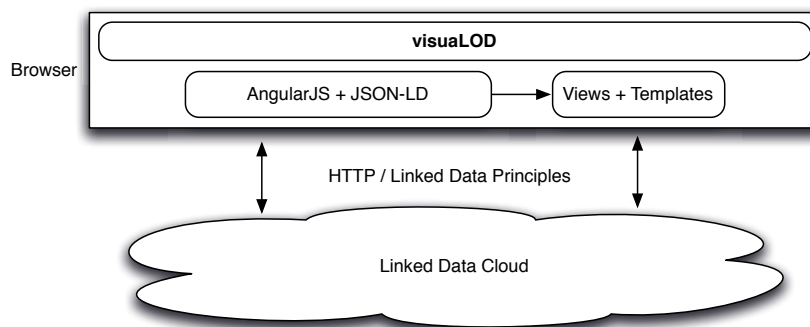 visuaLOD
Browser
AngularJS + JSON-LD
Views + Templates
HTTP / Linked Data Principles
Linked Data Cloud